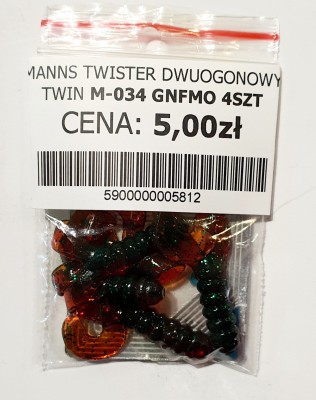 MANNS TWISTER DWUOGONOWY
TWIN M-034 GNFMO 4SZT
CENA: 5,00zł
5900000005812